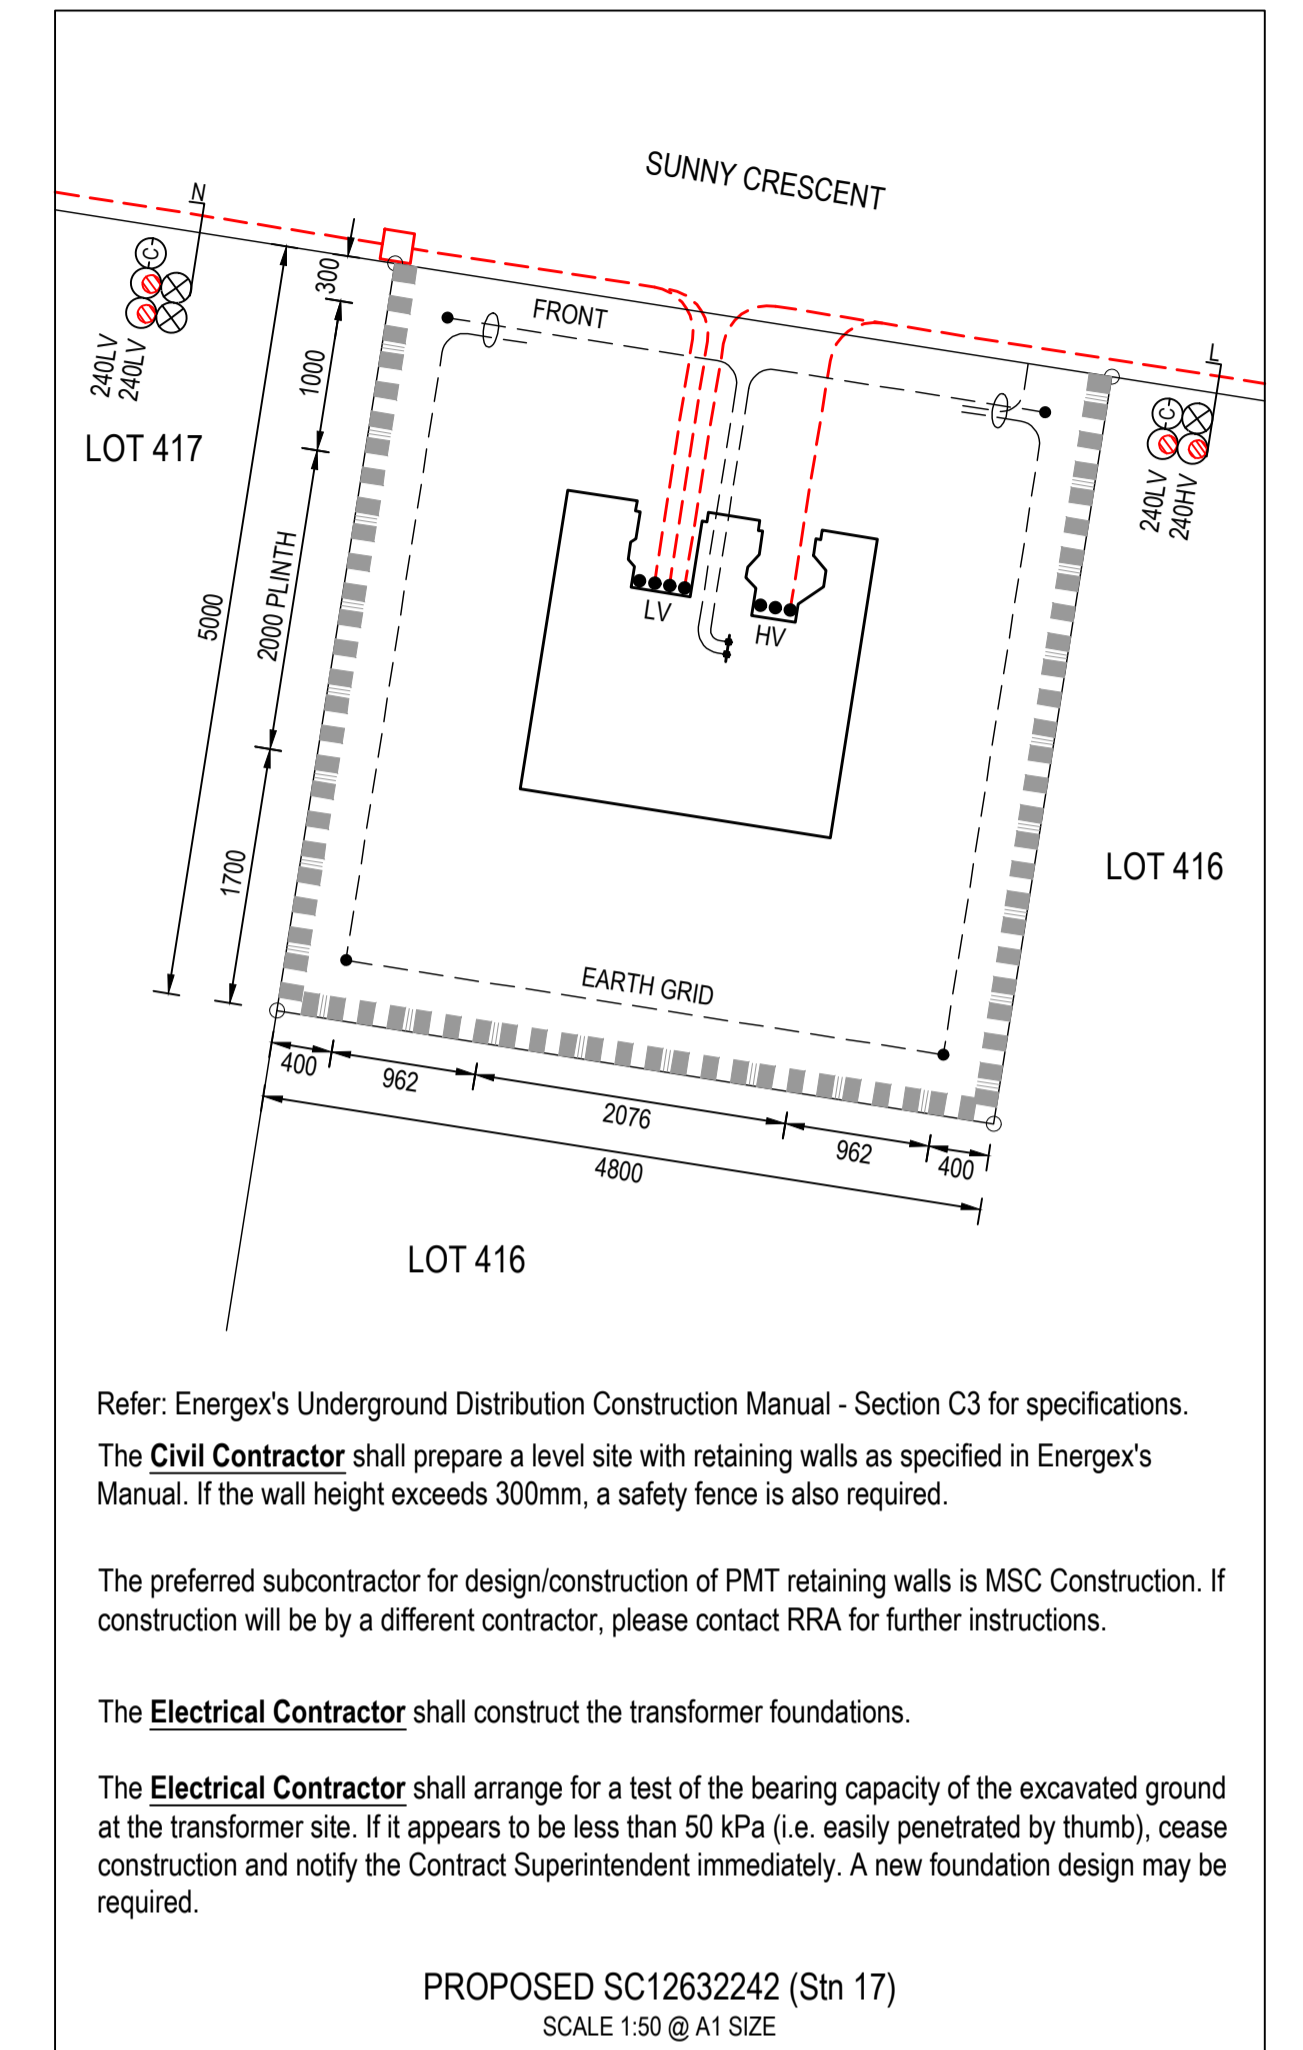 SUNNY CRESCENT
N
C
240LV
240LV
LOT 417
300
1000
2000 PLINTH
5000
1700
FRONT
LV
HV
L
C
240LV
240HV
LOT 416
EARTH GRID
400
962
2076
962
400
4800
LOT 416
Refer: Energex's Underground Distribution Construction Manual - Section C3 for specifications.
The Civil Contractor shall prepare a level site with retaining walls as specified in Energex's
Manual. If the wall height exceeds 300mm, a safety fence is also required.
The preferred subcontractor for design/construction of PMT retaining walls is MSC Construction. If
construction will be by a different contractor, please contact RRA for further instructions.
The Electrical Contractor shall construct the transformer foundations.
The Electrical Contractor shall arrange for a test of the bearing capacity of the excavated ground
at the transformer site. If it appears to be less than 50 kPa (i.e. easily penetrated by thumb), cease
construction and notify the Contract Superintendent immediately. A new foundation design may be
required.
PROPOSED SC12632242 (Stn 17)
SCALE 1:50 @ A1 SIZE